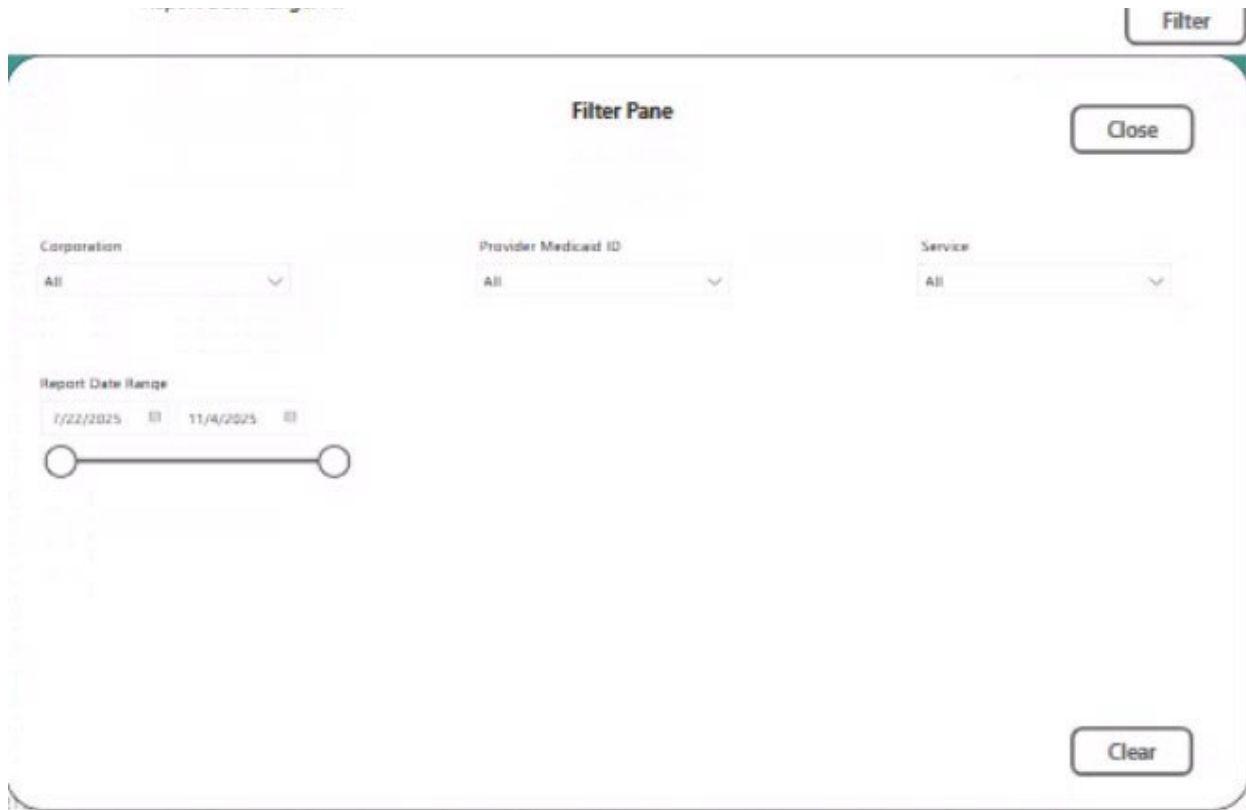 Filter
Filter Pane
Close
Corporation
Provider Medicaid ID
Service
All
All
All
Report Date Range
7/22/2025
11/4/2025
Clear